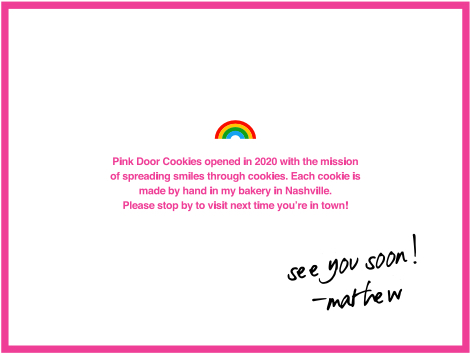 Pink Door Cookies opened in 2020 with the mission
of spreading smiles through cookies. Each cookie is
made by hand in my bakery in Nashville.
Please stop by to visit next time you're in town!
see you soon!
-mathew